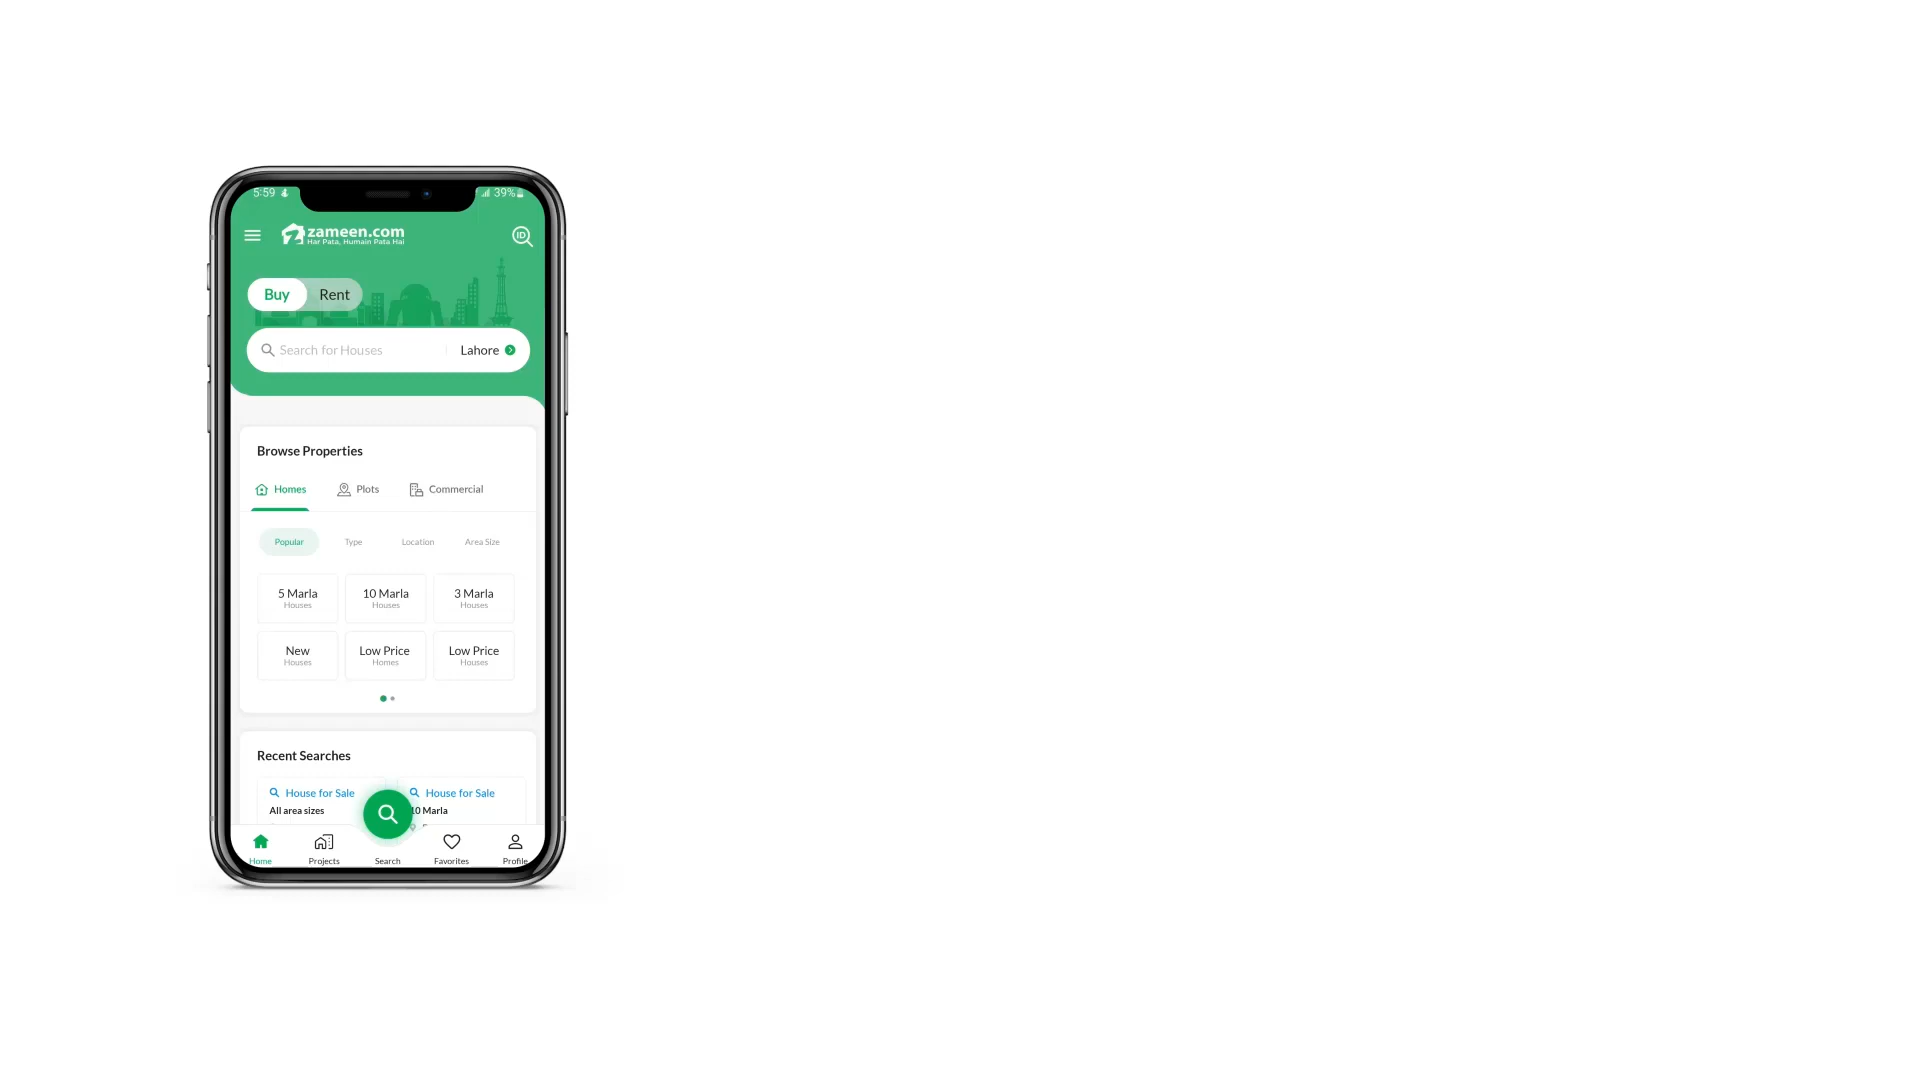 5:59 39%
zameen.com
Har Pata, Humain Pata Hai
ID
Buy Rent
Search for Houses Lahore
Browse Properties
Homes Plots Commercial
Popular Type Location Area Size
5 Marla 10 Marla 3 Marla
Houses Houses Houses
New Low Price Low Price
Houses Homes Houses
Recent Searches
House for Sale House for Sale
All area sizes 10 Marla
Home Projects Search Favorites Profile